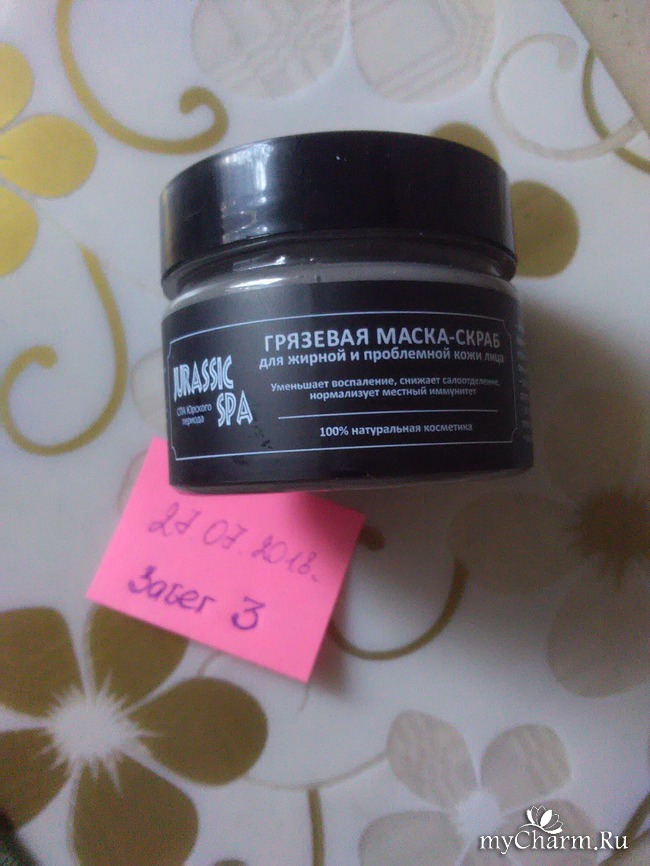 ГРЯЗЕВАЯ МАСКА-СКРАБ
для жирной и проблемной кожи лица
Уменьшает воспаление, снижает салоотделение,
нормализует местный иммунитет
100% натуральная косметика
JURASSIC
СПА Юрского
периода
SPA
27 07. 2018г.
Забег 3
myCharm.Ru